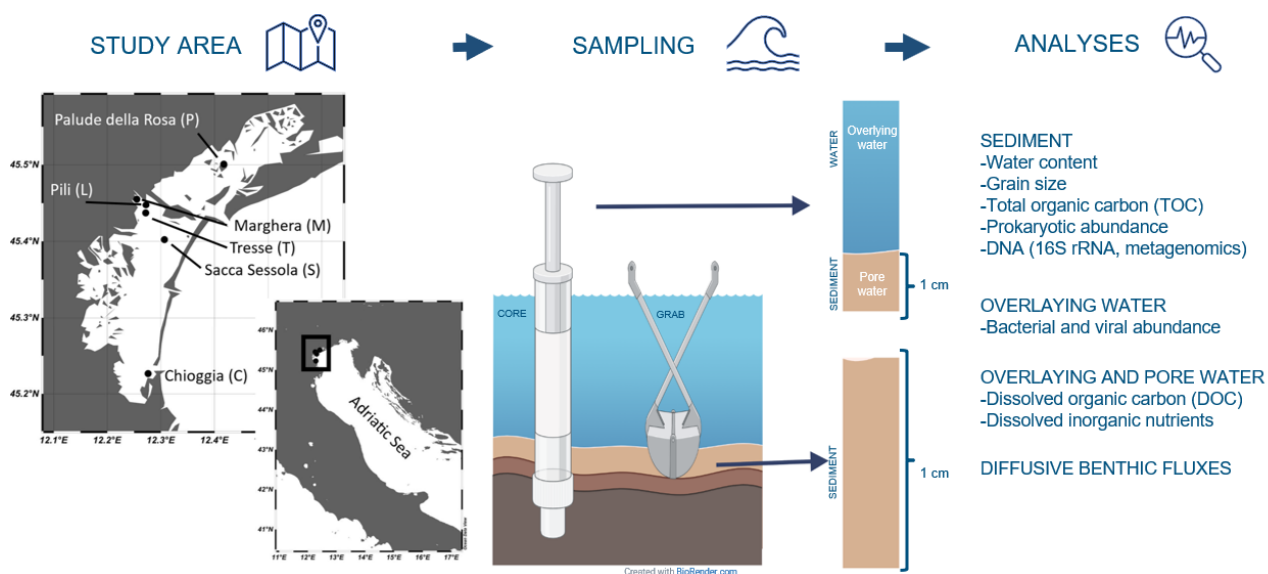 STUDY AREA
SAMPLING
ANALYSES
Palude della Rosa (P)
Pili (L)
Marghera (M)
Tresse (T)
Sacca Sessola (S)
Chioggia (C)
45.5°N
45.4°N
45.3°N
45.2°N
12.1°E 12.2°E 12.3°E 12.4°E
46°N
45°N
44°N
43°N
42°N
41°N
11°E 12°E 13°E 14°E 15°E 16°E 17°E
Adriatic Sea
CORE
GRAB
Created with BioRender.com
WATER
Overlying
water
SEDIMENT
Pore
water
1 cm
SEDIMENT
1 cm
SEDIMENT
-Water content
-Grain size
-Total organic carbon (TOC)
-Prokaryotic abundance
-DNA (16S rRNA, metagenomics)
OVERLAYING WATER
-Bacterial and viral abundance
OVERLAYING AND PORE WATER
-Dissolved organic carbon (DOC)
-Dissolved inorganic nutrients
DIFFUSIVE BENTHIC FLUXES